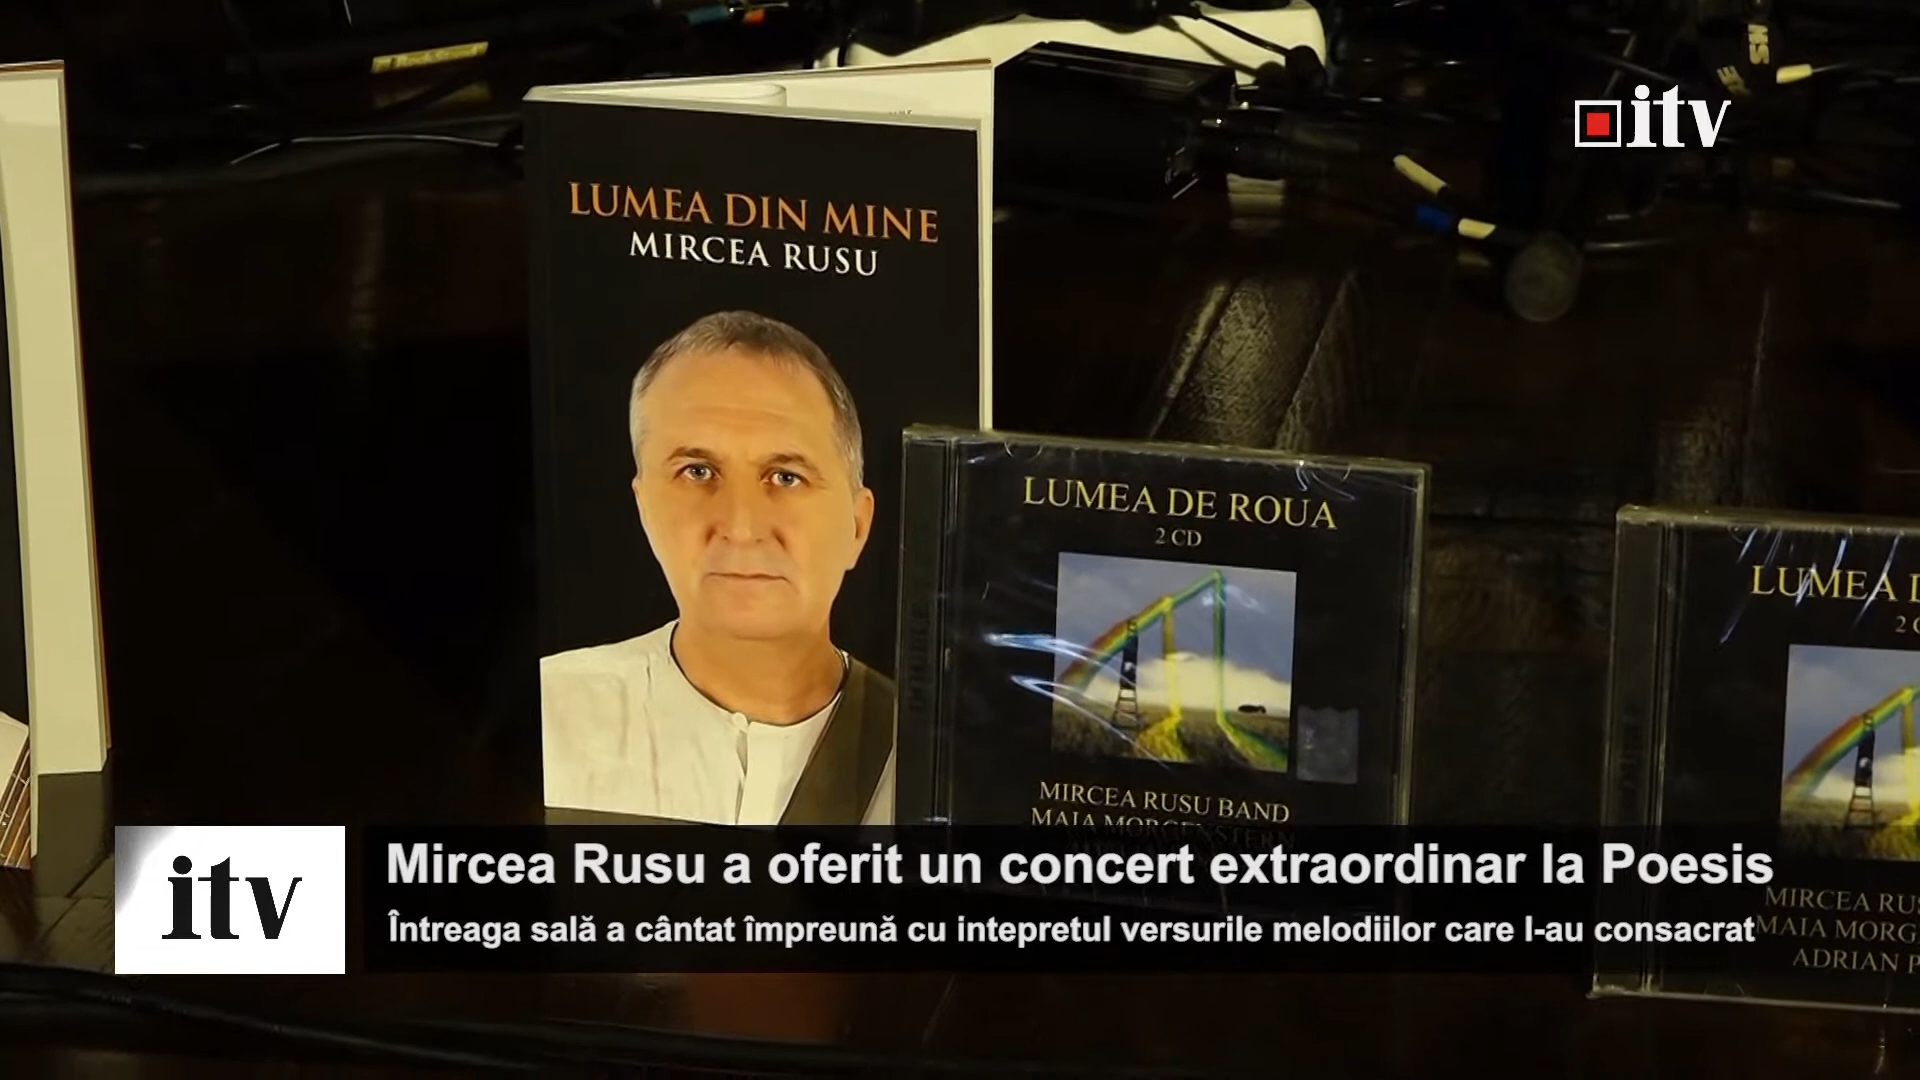 itv
LUMEA DIN MINE
MIRCEA RUSU
LUMEA DE ROUA
2 CD
MIRCEA RUSU BAND
MAIA MORGENSTERN
LUMEA
MIRCEA
MAIA
ADRIAN
itv
Mircea Rusu a oferit un concert extraordinar la Poesis
Întreaga sală a cântat împreună cu intepretul versurile melodiilor care l-au consacrat